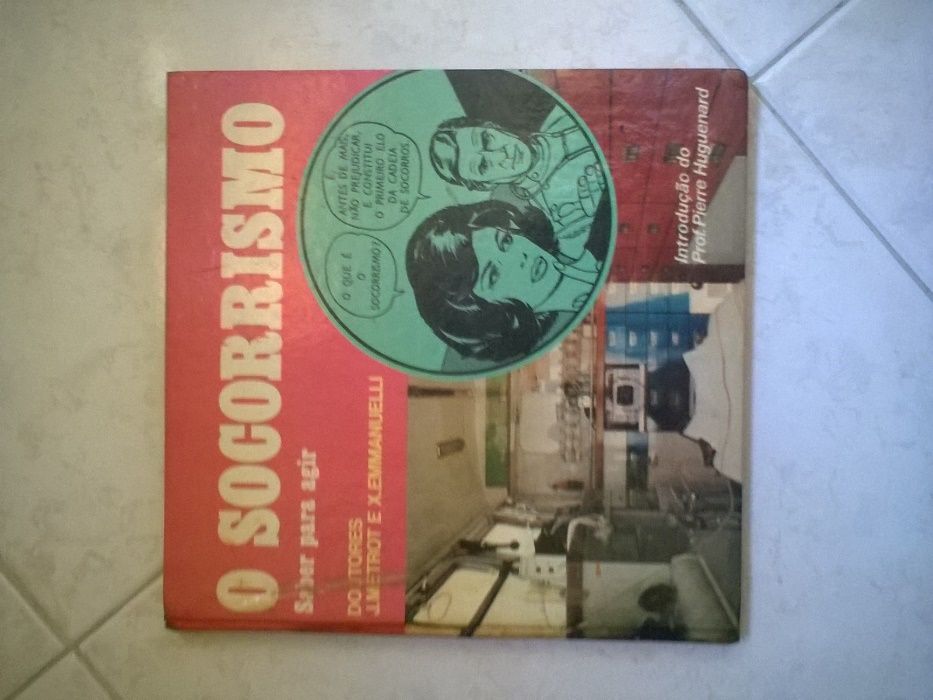 O SOCORRISMO
Saber para agir
DOUTORES
J.METROT E X.EMMANUELLI
O QUE É
O
SOCORRISMO?
ANTES DE MAIS,
NÃO PREJUDICAR,
E CONSTITUI
O PRIMEIRO ELO
DA CADEIA
DE SOCORROS.
Introdução do
Prof. Pierre Huguenard